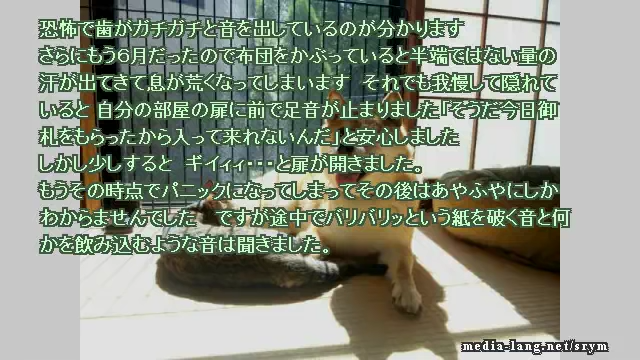 恐怖で歯がガチガチと音を出しているのが分かります
さらにもう6月だったので布団をかぶっていると半端ではない量の
汗が出てきて息が荒くなってしまいます　それでも我慢して隠れて
いると 自分の部屋の扉に前で足音が止まりました「そうだ今日御
札をもらったから入って来れないんだ」と安心しました
しかし少しすると　ギイィィ・・・と扉が開きました。
もうその時点でパニックになってしまってその後はあやふやにしか
わからませんでした　ですが途中でバリバリッという紙を破く音と何
かを飲み込むような音は聞きました。
media-lang.net/srym